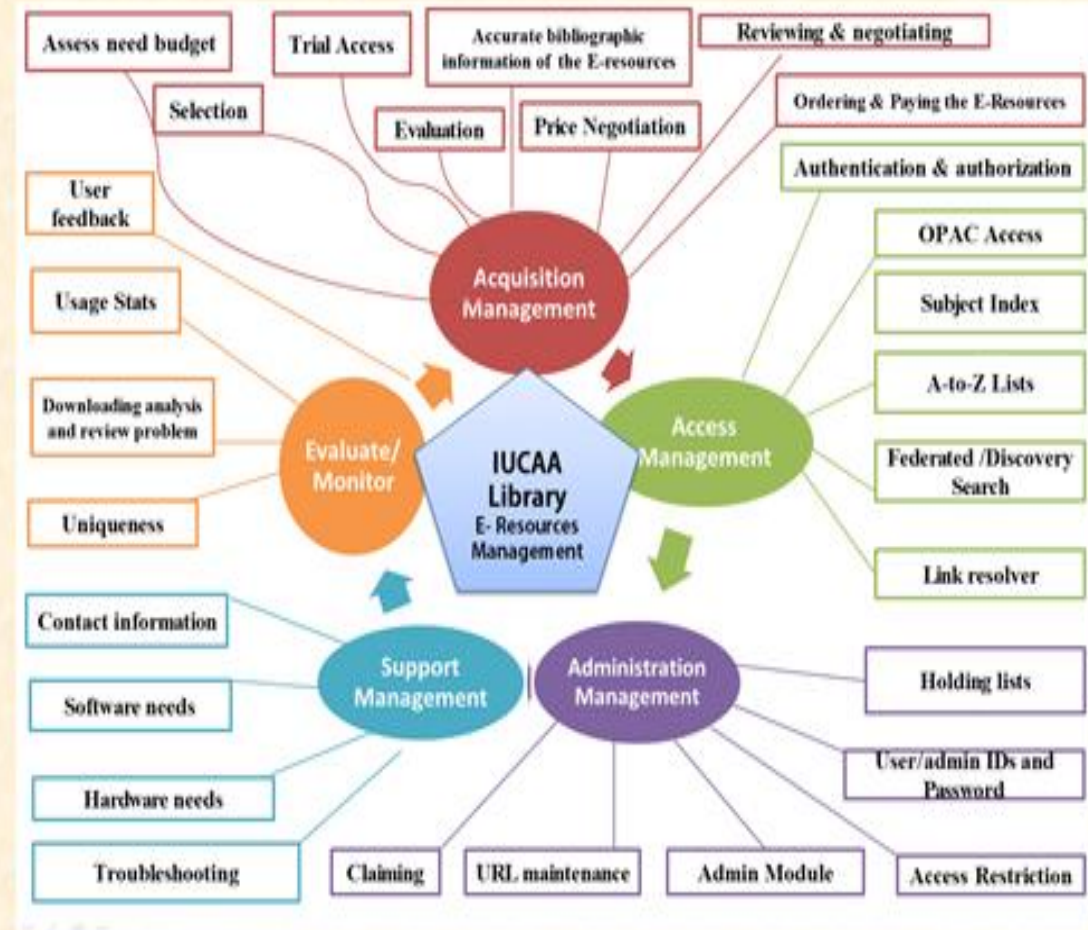 Assess need budget
Trial Access
Accurate bibliographic
information of the E-resources
Reviewing & negotiating
Selection
Evaluation
Price Negotiation
Ordering & Paying the E-Resources
Authentication & authorization
User
feedback
OPAC Access
Usage Stats
Acquisition
Management
Subject Index
Downloading analysis
and review problem
A-to-Z Lists
Evaluate/
Monitor
IUCAA
Library
E- Resources
Management
Access
Management
Federated /Discovery
Search
Uniqueness
Link resolver
Contact information
Support
Management
Administration
Management
Holding lists
Software needs
User/admin IDs and
Password
Hardware needs
Troubleshooting
Claiming
URL maintenance
Admin Module
Access Restriction